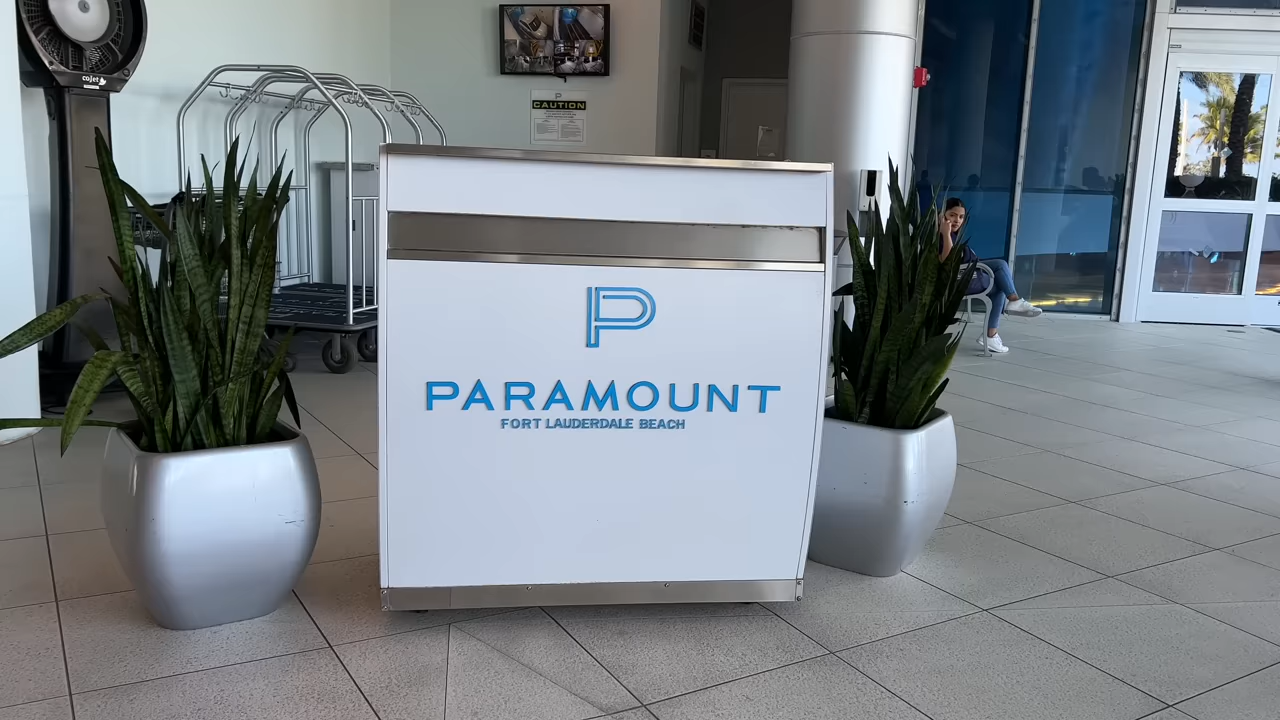 cojet
CAUTION
P
PARAMOUNT
FORT LAUDERDALE BEACH